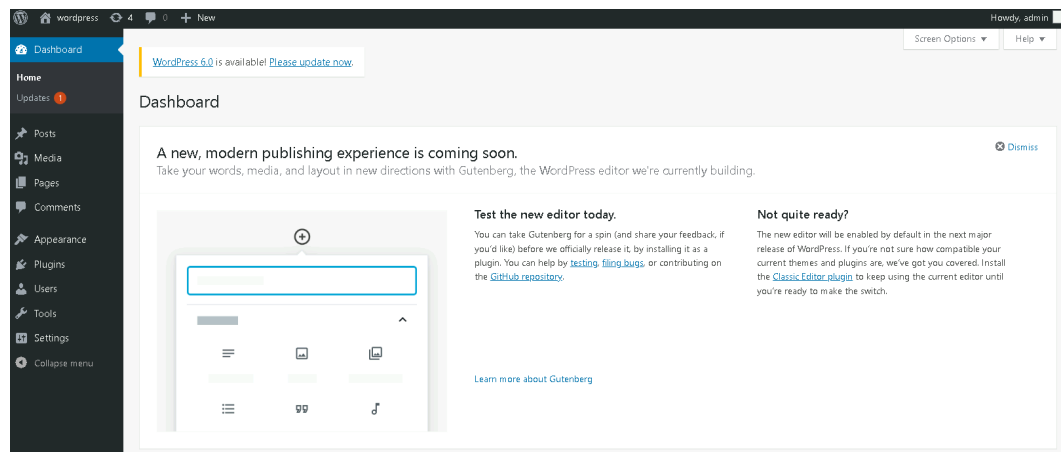 wordpress 4 0 New Howdy, admin
Screen Options Help
Dashboard
Home
Updates 1
Posts
Media
Pages
Comments
Appearance
Plugins
Users
Tools
Settings
Collapse menu
WordPress 6.0 is available! Please update now.
Dashboard
A new, modern publishing experience is coming soon.
Dismiss
Take your words, media, and layout in new directions with Gutenberg, the WordPress editor we're currently building.
Test the new editor today.
You can take Gutenberg for a spin (and share your feedback, if
you'd like) before we officially release it, by installing it as a
plugin. You can help by testing, filing bugs, or contributing on
the GitHub repository.
Learn more about Gutenberg
Not quite ready?
The new editor will be enabled by default in the next major
release of WordPress. If you're not sure how compatible your
current themes and plugins are, we've got you covered. Install
the Classic Editor plugin to keep using the current editor until
you're ready to make the switch.